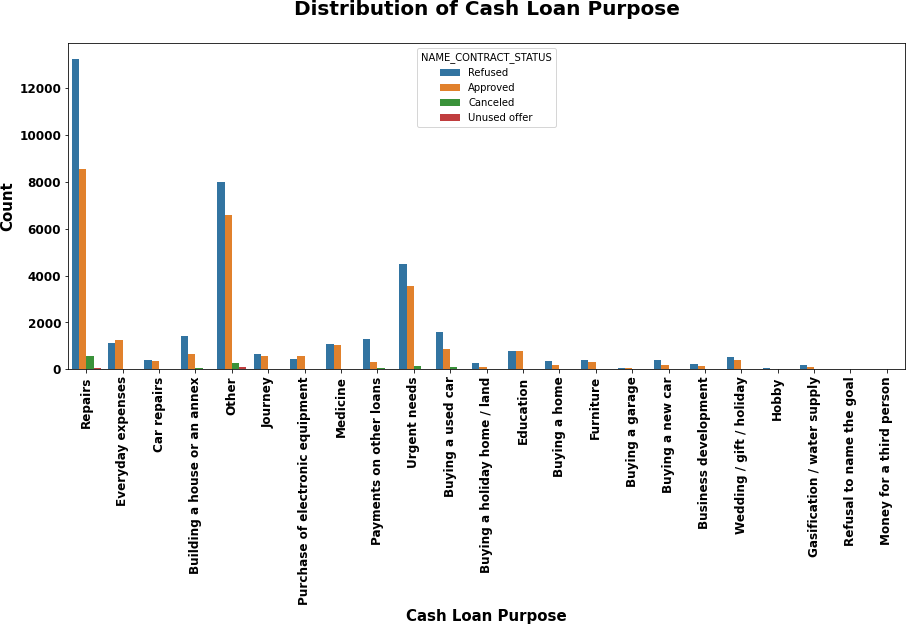 Distribution of Cash Loan Purpose
NAME_CONTRACT_STATUS
Refused
Approved
Canceled
Unused offer
Count
12000
10000
8000
6000
4000
2000
0
Repairs
Everyday expenses
Car repairs
Building a house or an annex
Other
Journey
Purchase of electronic equipment
Medicine
Payments on other loans
Urgent needs
Buying a used car
Buying a holiday home / land
Education
Buying a home
Furniture
Buying a garage
Buying a new car
Business development
Wedding / gift / holiday
Hobby
Gasification / water supply
Refusal to name the goal
Money for a third person
Cash Loan Purpose